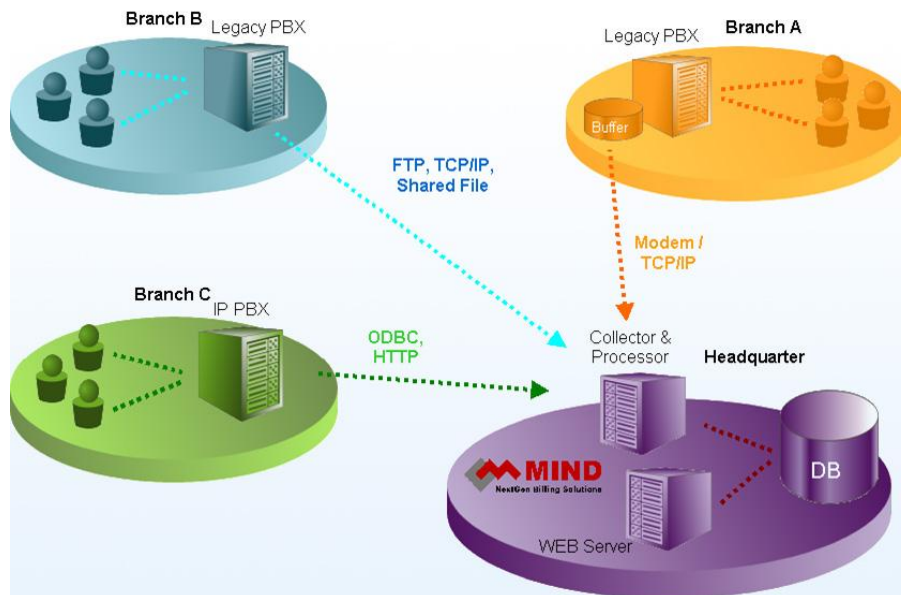 Branch B
Legacy PBX
Legacy PBX
Branch A
Buffer
FTP, TCP/IP,
Shared File
Modem /
TCP/IP
Branch C
IP PBX
ODBC,
HTTP
Collector &
Processor
Headquarter
MIND
NextGen Billing Solutions
DB
WEB Server